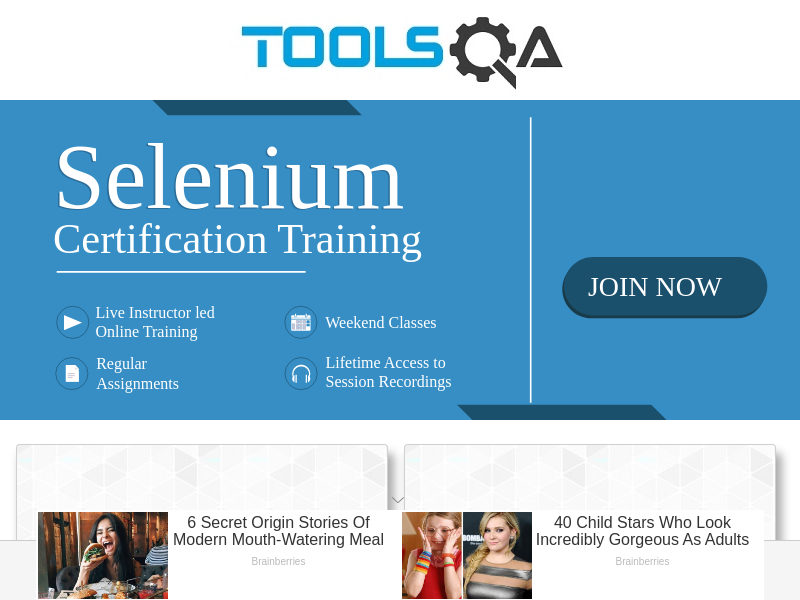 TOOLSQA
Selenium
Certification Training
JOIN NOW
Live Instructor led
Online Training
Weekend Classes
Regular
Assignments
Lifetime Access to
Session Recordings
6 Secret Origin Stories Of
Modern Mouth-Watering Meal
Brainberries
BOMBA
40 Child Stars Who Look
Incredibly Gorgeous As Adults
Brainberries